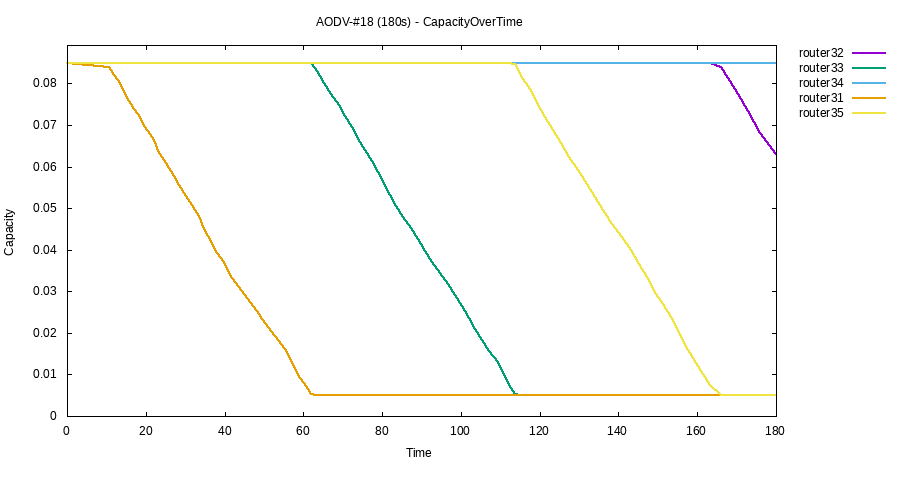 AODV-#18 (180s) - CapacityOverTime
router32
router33
router34
router31
router35
0.08
0.07
0.06
0.05
0.04
0.03
0.02
0.01
0
Capacity
0 20 40 60 80 100 120 140 160 180
Time